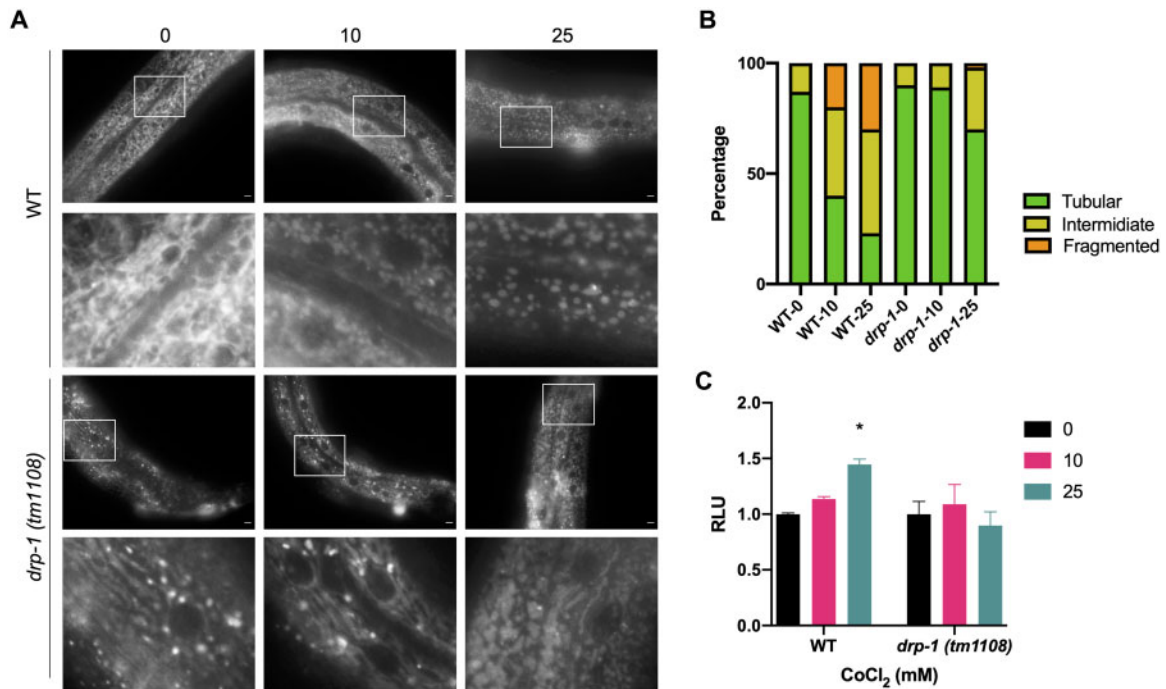 A
0 10 25
WT
drp-1 (tm1108)
B
100
50
0
Percentage
WT-0 WT-10 WT-25 drp-1-0 drp-1-10 drp-1-25
Tubular
Intermidiate
Fragmented
C
2.0
1.5
1.0
0.5
0.0
RLU
*
WT drp-1 (tm1108)
CoCl₂ (mM)
0
10
25